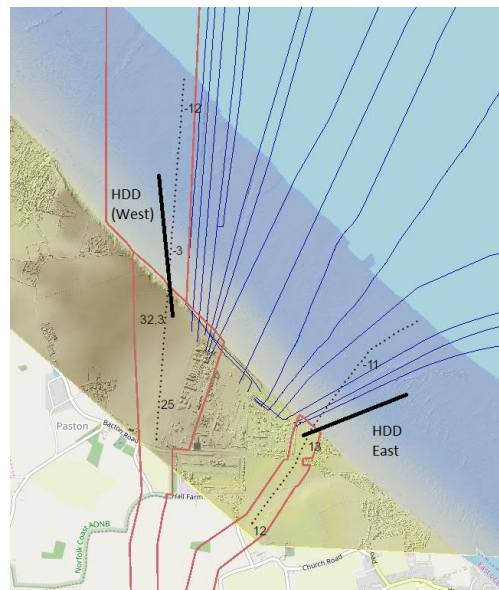 -12
HDD
(West)
-3
32,3
-11
25
Paston
Bacton Road
13
HDD
East
Hall Farm
12
Norfolk Coast AONB
Church Road